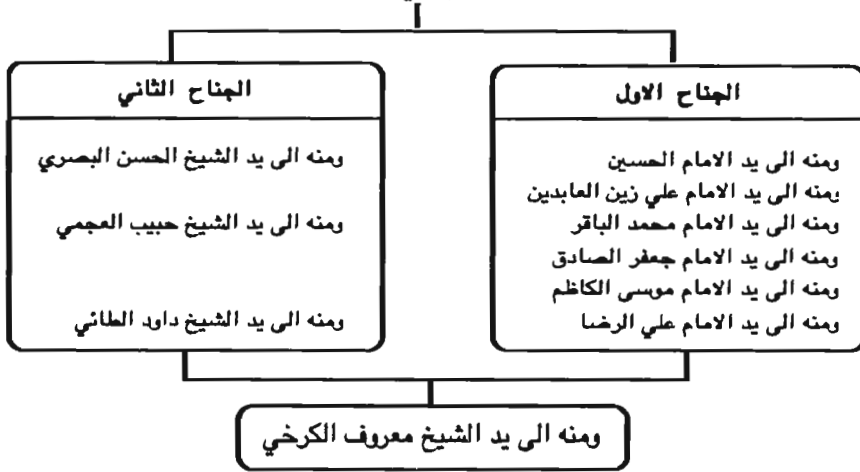 الجناح الاول
ومنه الى يد الامام الحسين
ومنه الى يد الامام علي زين العابدين
ومنه الى يد الامام محمد الباقر
ومنه الى يد الامام جعفر الصادق
ومنه الى يد الامام موسى الكاظم
ومنه الى يد الامام علي الرضا
الجناح الثاني
ومنه الى يد الشيخ الحسن البصري
ومنه الى يد الشيخ حبيب العجمي
ومنه الى يد الشيخ داود الطائي
ومنه الى يد الشيخ معروف الكرخي